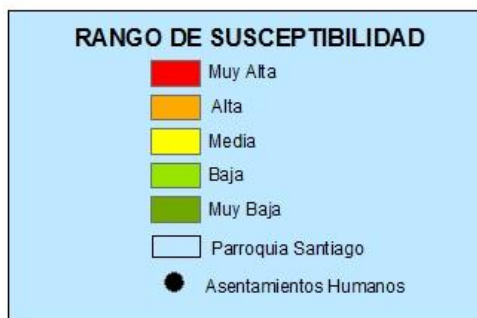 RANGO DE SUSCEPTIBILIDAD
Muy Alta
Alta
Media
Baja
Muy Baja
Parroquia Santiago
Asentamientos Humanos